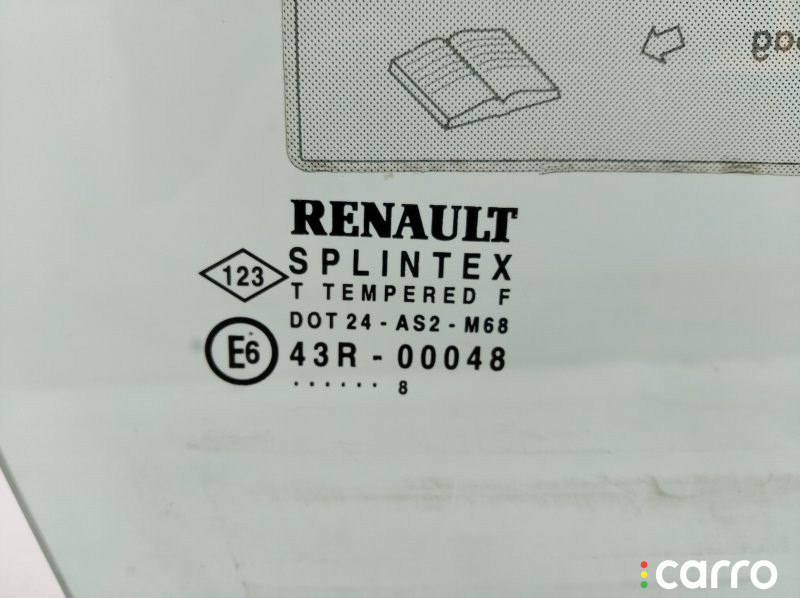 RENAULT
SPLINTEX
123
T TEMPERED F
DOT 24 - AS2 - M68
E6
43R - 00048
...... 8
carro